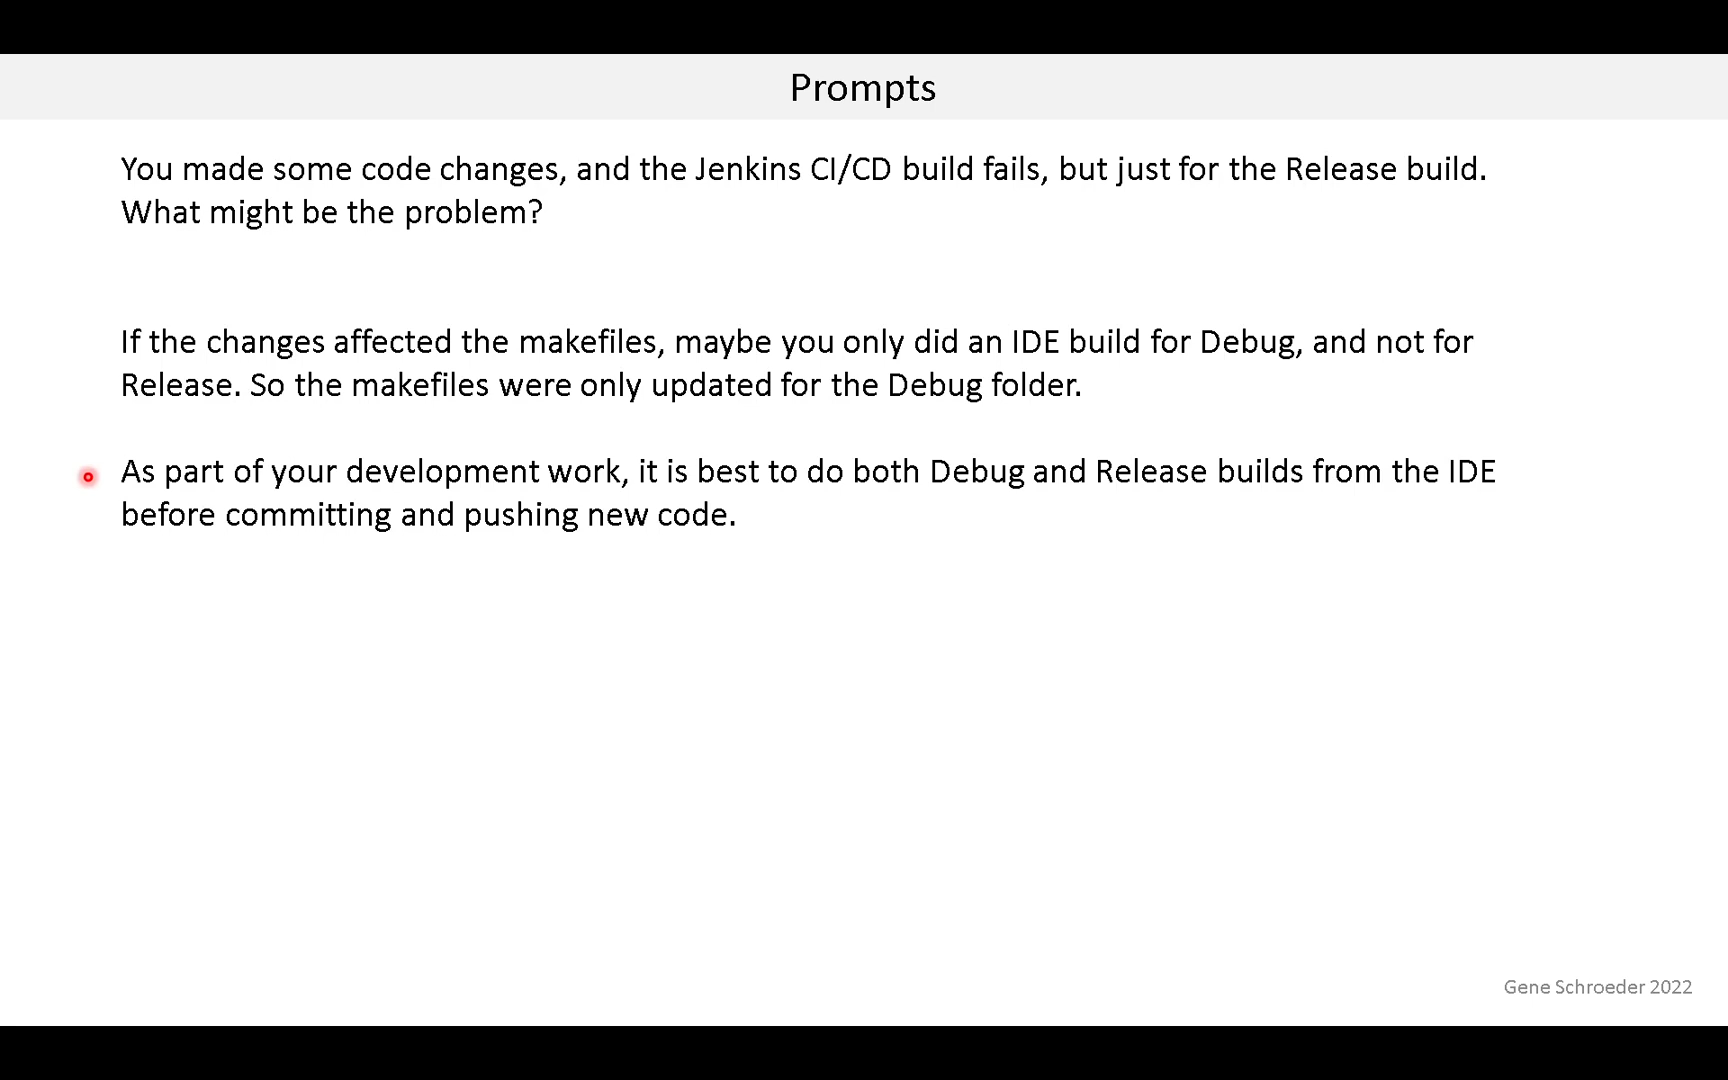 Prompts
You made some code changes, and the Jenkins CI/CD build fails, but just for the Release build.
What might be the problem?
If the changes affected the makefiles, maybe you only did an IDE build for Debug, and not for
Release. So the makefiles were only updated for the Debug folder.
As part of your development work, it is best to do both Debug and Release builds from the IDE
before committing and pushing new code.
Gene Schroeder 2022